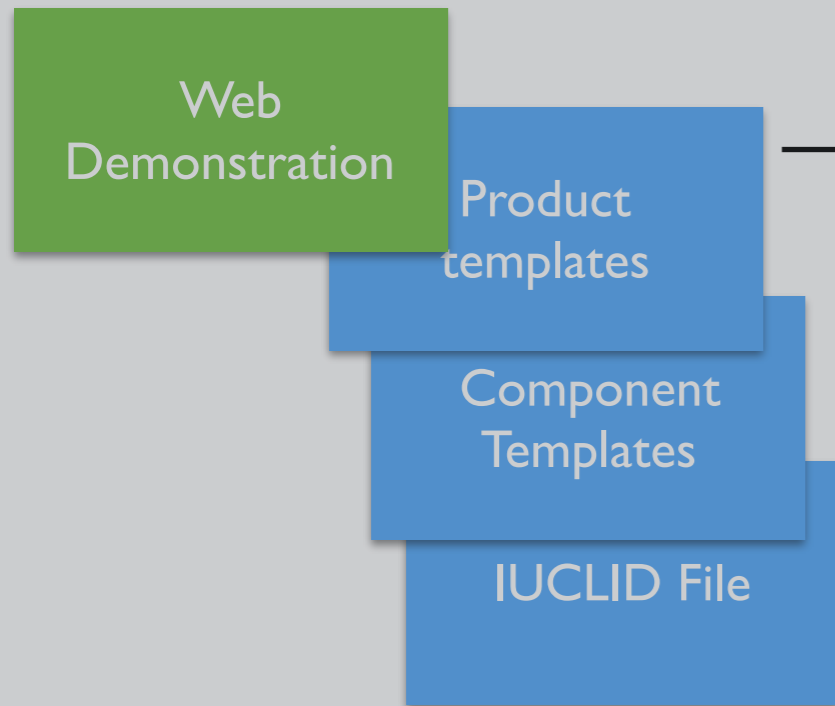 Web
Demonstration
Product
templates
Component
Templates
IUCLID File